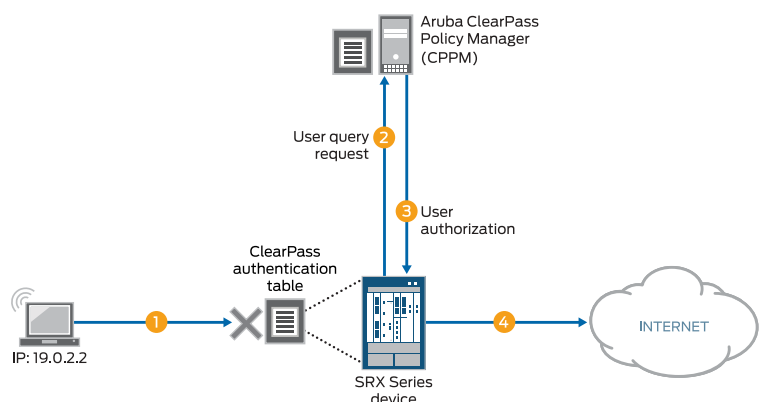 Aruba ClearPass
Policy Manager
(CPPM)
User query
request
2
3
User
authorization
ClearPass
authentication
table
1
4
INTERNET
IP: 19.0.2.2
SRX Series
device